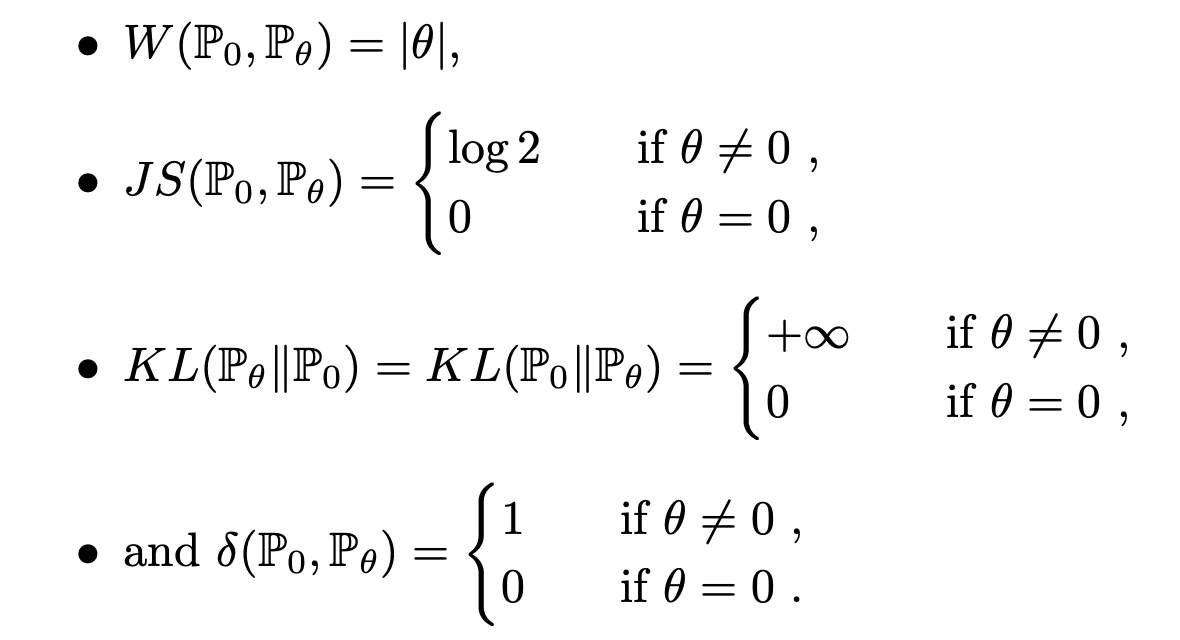 • W(ℙ₀, ℙ_θ) = |θ|,
• JS(ℙ₀, ℙ_θ) = { log 2 if θ ≠ 0 ,
0 if θ = 0 ,
• KL(ℙ_θ‖ℙ₀) = KL(ℙ₀‖ℙ_θ) = { +∞ if θ ≠ 0 ,
0 if θ = 0 ,
• and δ(ℙ₀, ℙ_θ) = { 1 if θ ≠ 0 ,
0 if θ = 0 .